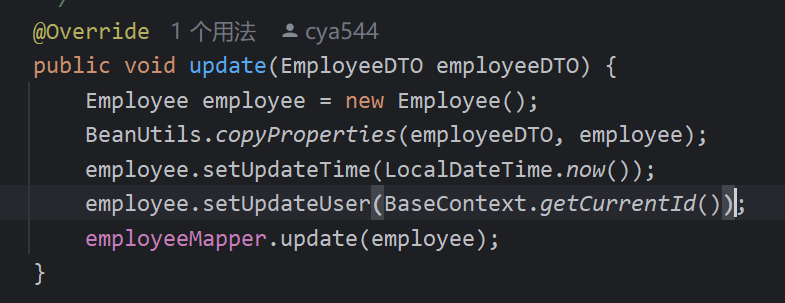 @Override 1 个用法 cya544
public void update(EmployeeDTO employeeDTO) {
Employee employee = new Employee();
BeanUtils.copyProperties(employeeDTO, employee);
employee.setUpdateTime(LocalDateTime.now());
employee.setUpdateUser(BaseContext.getCurrentId());
employeeMapper.update(employee);
}